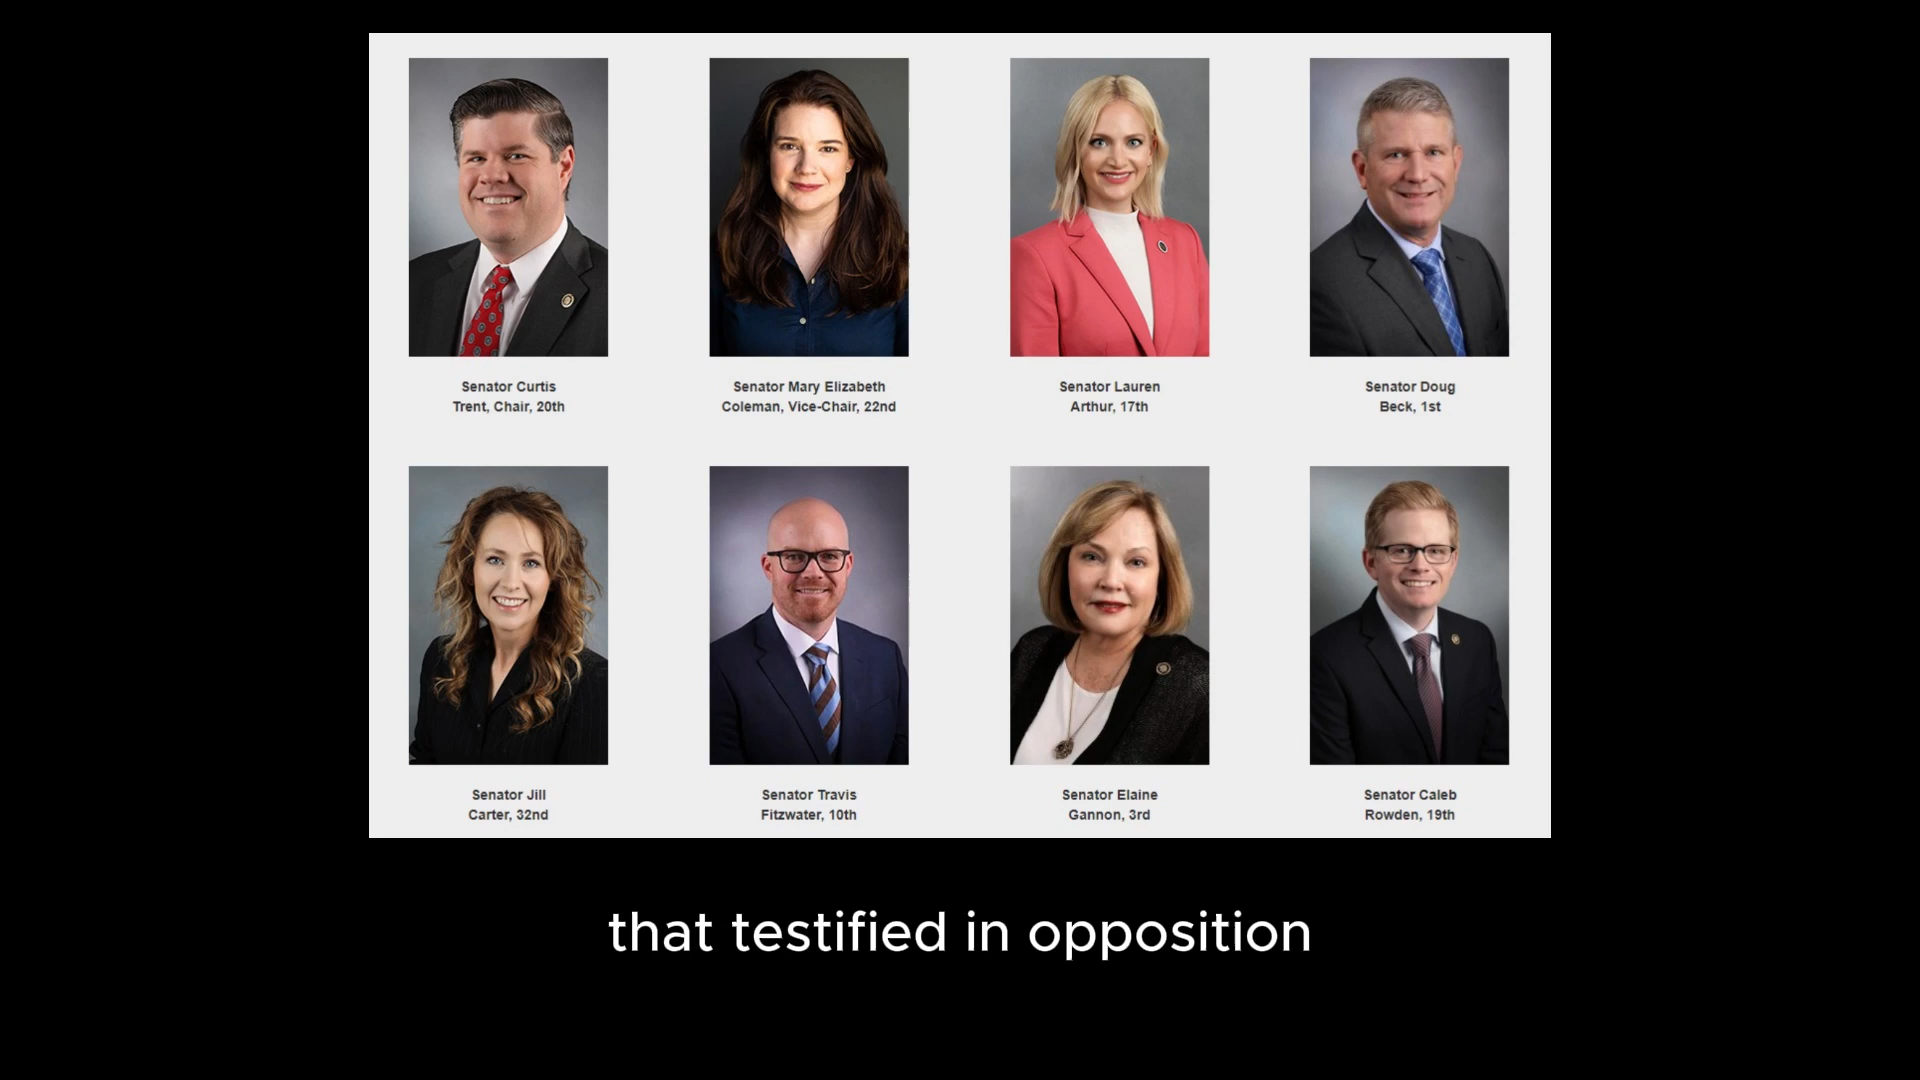 Senator Curtis
Trent, Chair, 20th
Senator Mary Elizabeth
Coleman, Vice-Chair, 22nd
Senator Lauren
Arthur, 17th
Senator Doug
Beck, 1st
Senator Jill
Carter, 32nd
Senator Travis
Fitzwater, 10th
Senator Elaine
Gannon, 3rd
Senator Caleb
Rowden, 19th
that testified in opposition